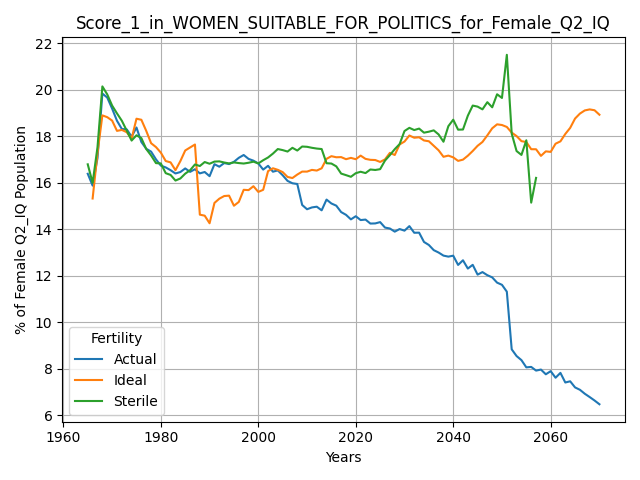 Score_1_in_WOMEN_SUITABLE_FOR_POLITICS_for_Female_Q2_IQ
22
20
18
16
14
12
10
8
6
% of Female Q2_IQ Population
Fertility
Actual
Ideal
Sterile
1960 1980 2000 2020 2040 2060
Years